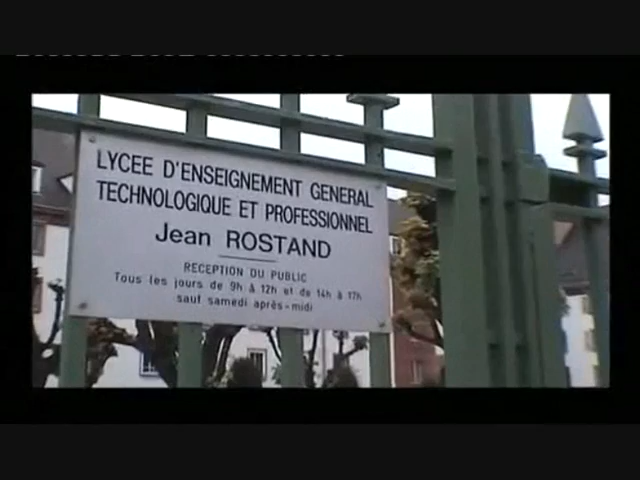 LYCEE D'ENSEIGNEMENT GENERAL
TECHNOLOGIQUE ET PROFESSIONNEL
Jean ROSTAND
RECEPTION DU PUBLIC
Tous les jours de 9h à 12h et de 14h à 17h
sauf samedi après-midi